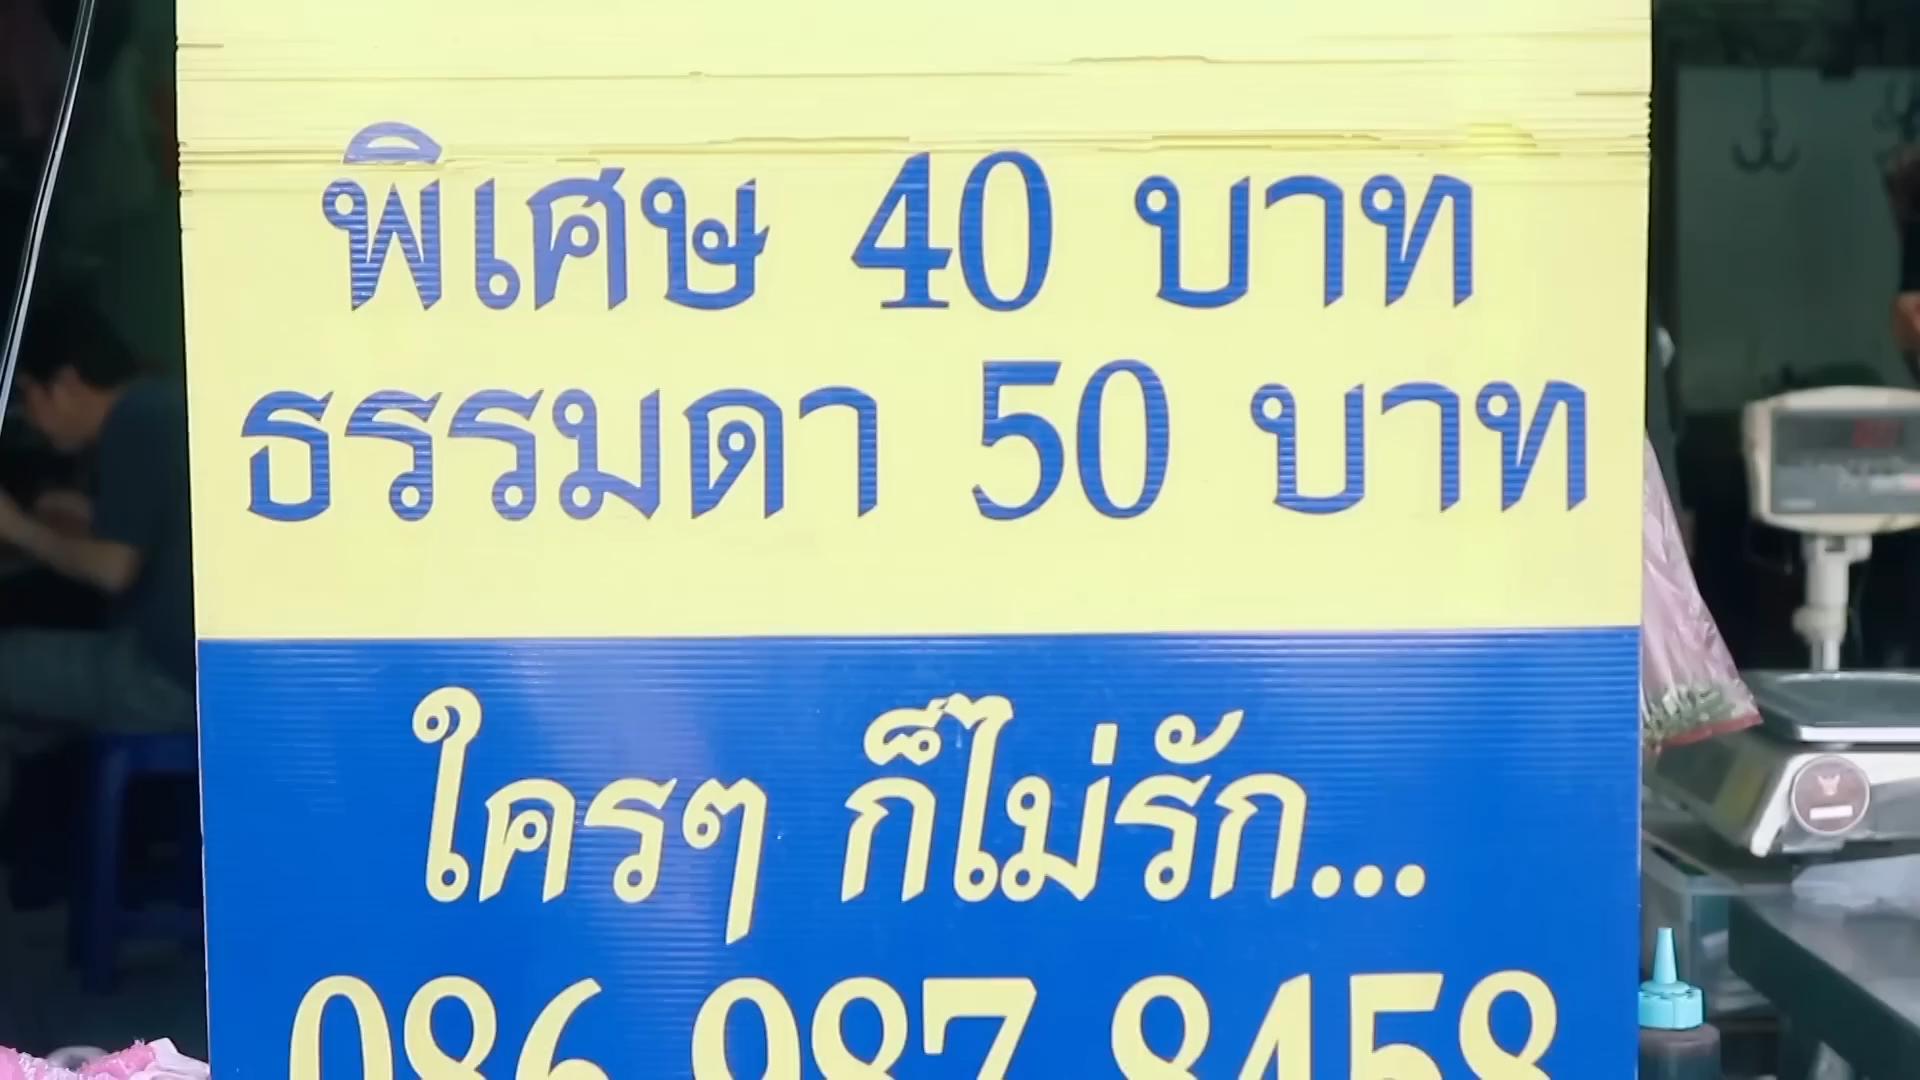 พิเศษ 40 บาท
ธรรมดา 50 บาท
ใครๆ ก็ไม่รัก...
086 987 8458